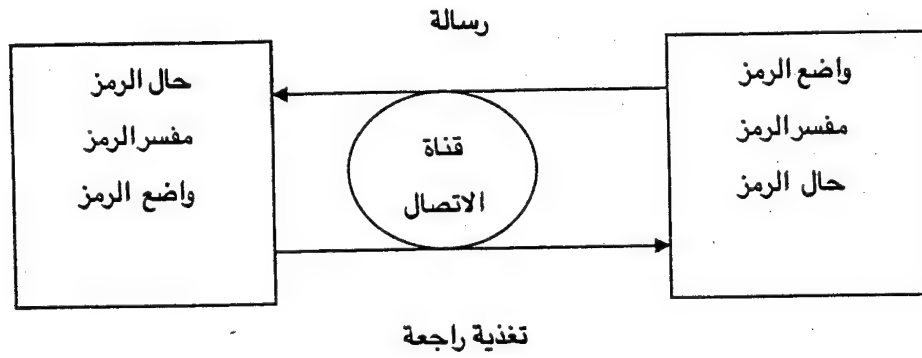 رسالة
واضع الرمز
مفسر الرمز
حال الرمز
قناة
الاتصال
حال الرمز
مفسر الرمز
واضع الرمز
تغذية راجعة